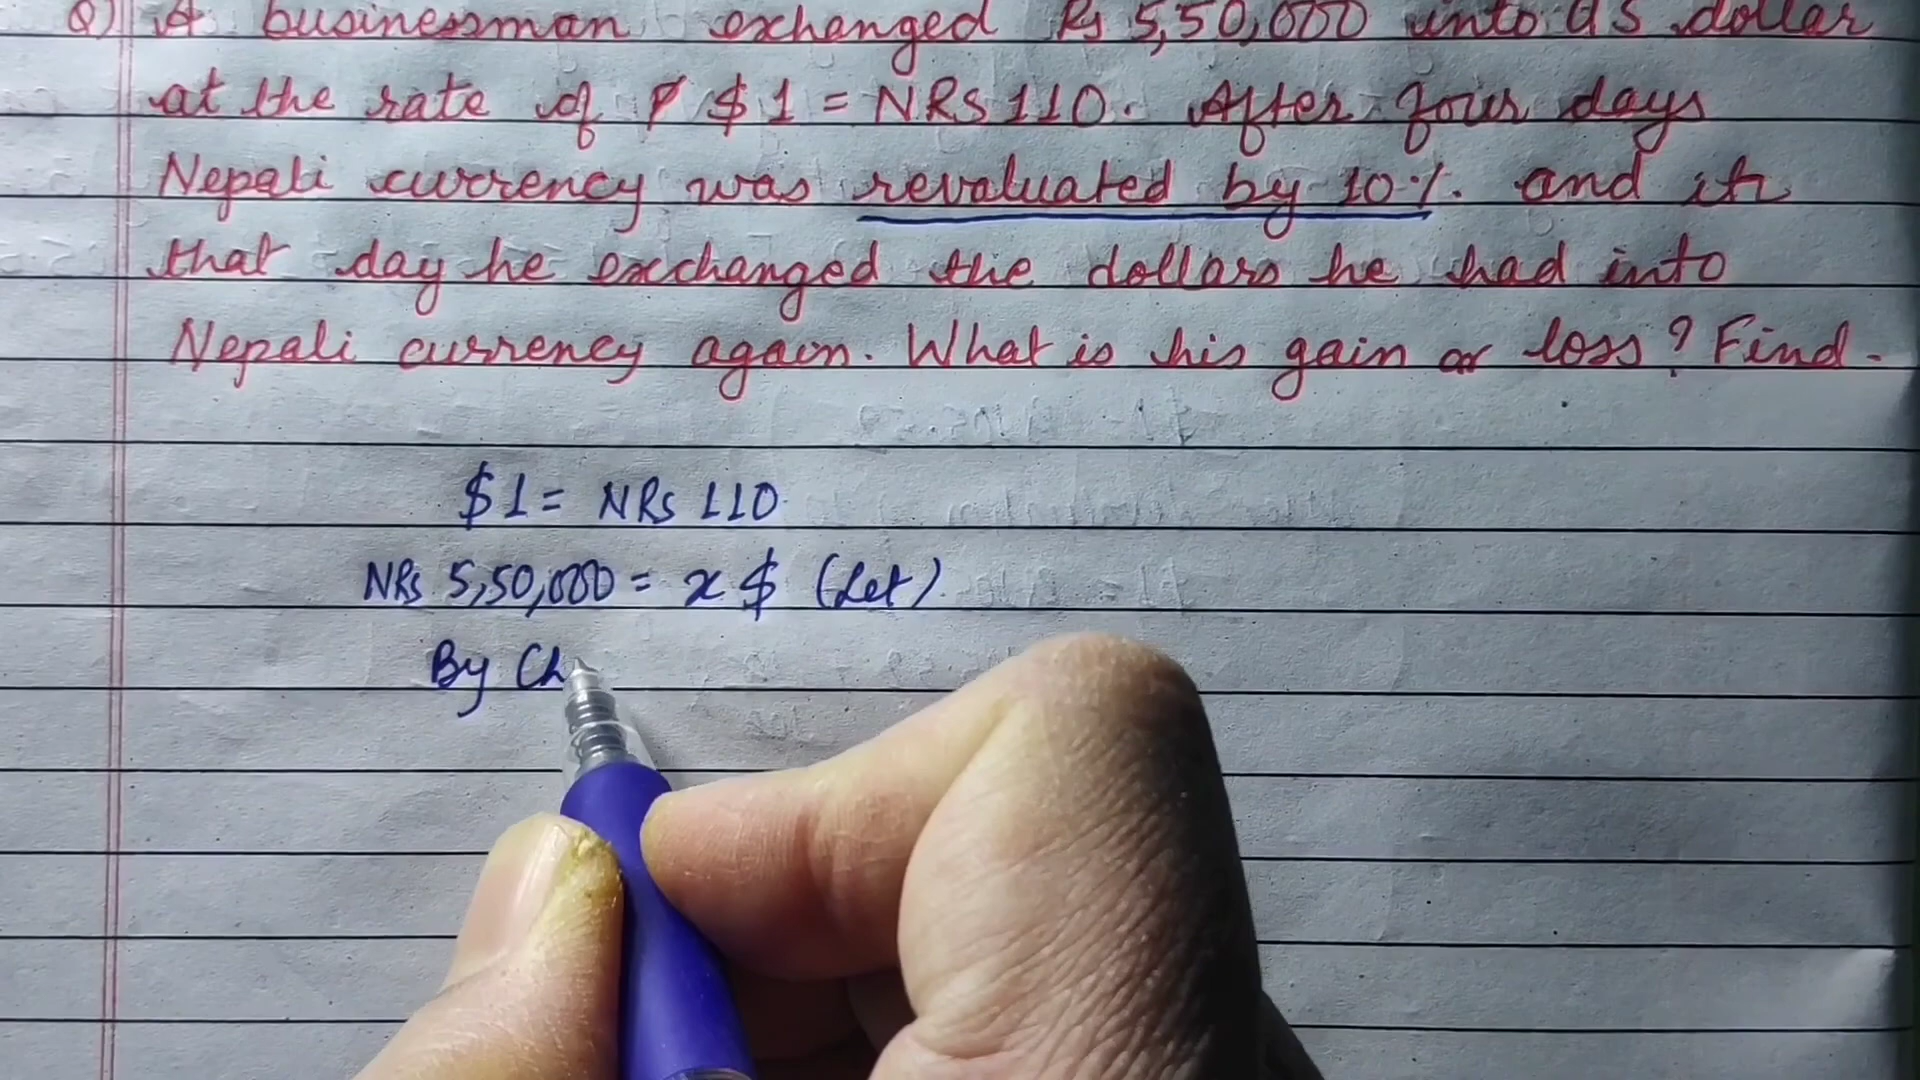 Q) A businessman exchanged Rs 5,50,000 into US dollar
at the rate of $ 1 = NRs 110. After four days
Nepali currency was revaluated by 10%. and in
that day he exchanged the dollars he had into
Nepali currency again. What is his gain or loss? Find.
$ 1 = NRs 110
NRs 5,50,000 = x $ (Let)
By Ch